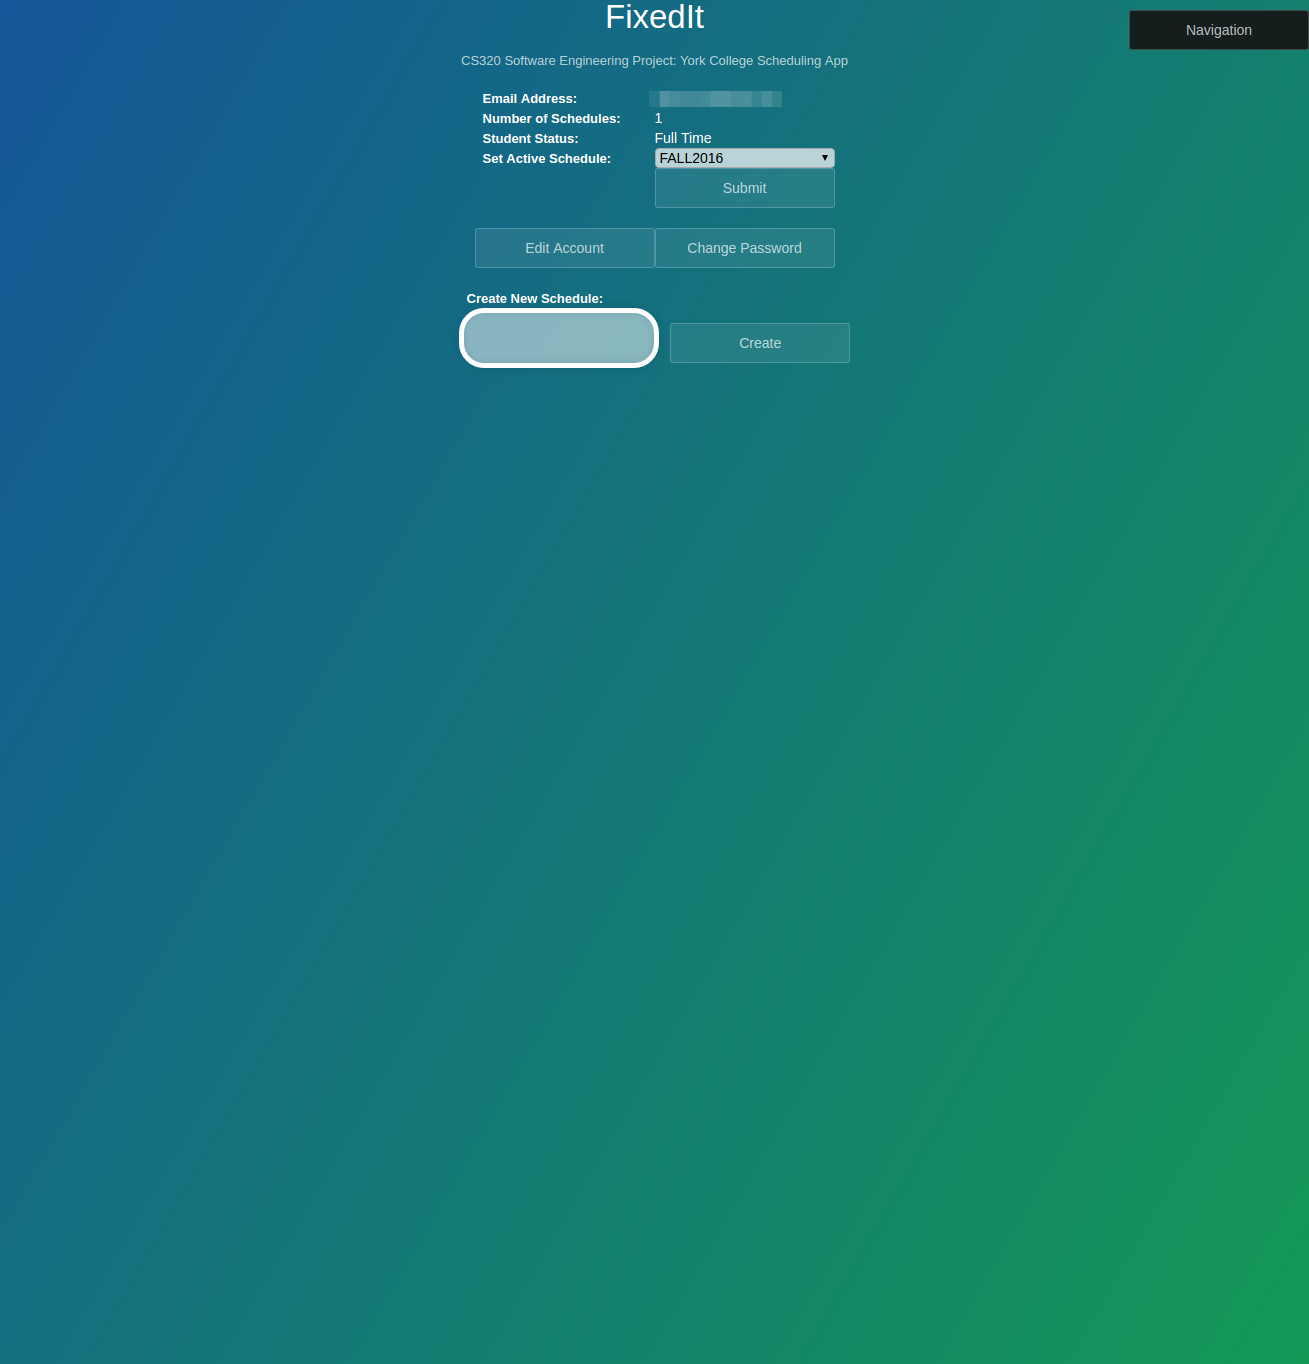 FixedIt
Navigation
CS320 Software Engineering Project: York College Scheduling App
Email Address:
Number of Schedules: 1
Student Status: Full Time
Set Active Schedule: FALL2016
Submit
Edit Account Change Password
Create New Schedule:
Create